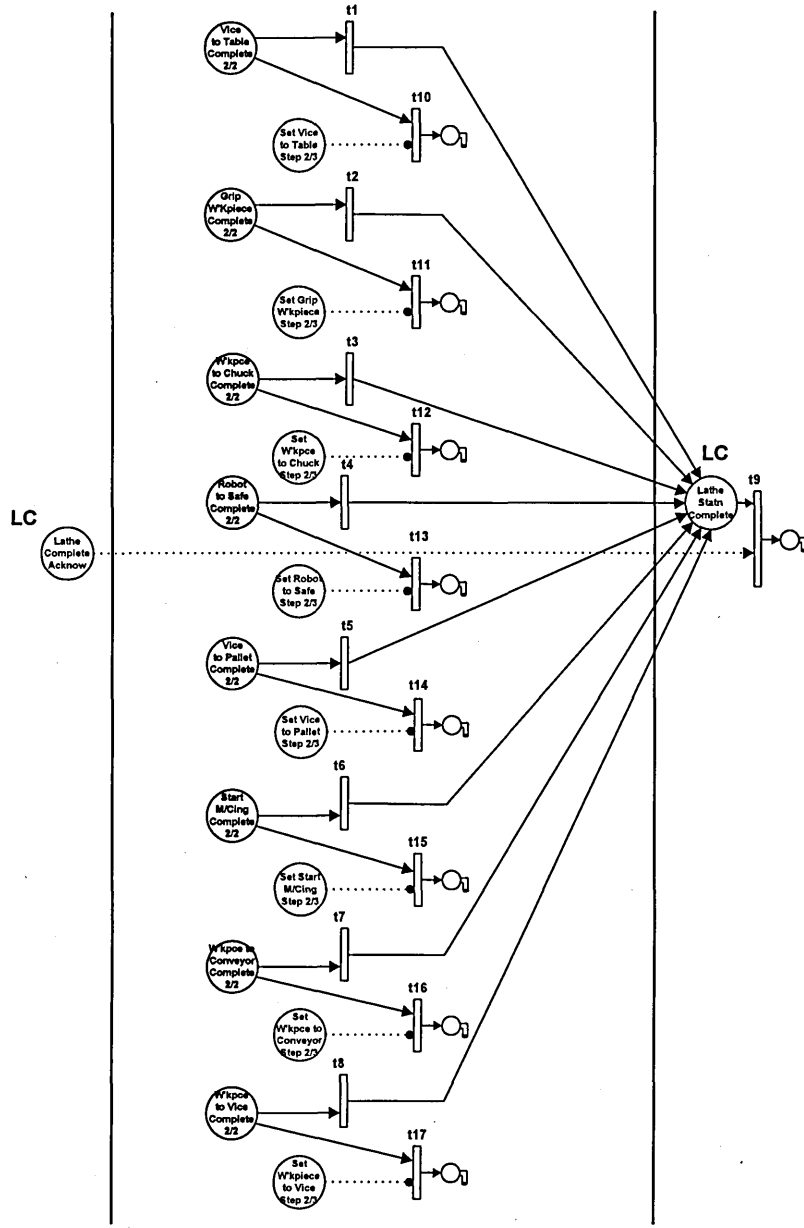 t1
Vice
to Table
Complete
2/2
t10
Set Vice
to Table
Step 2/3
t2
Grip
W'Kpiece
Complete
2/2
t11
Set Grip
W'kpiece
Step 2/3
t3
W'kpce
to Chuck
Complete
2/2
t12
Set
W'kpce
to Chuck
Step 2/3
t4
Robot
to Safe
Complete
2/2
LC
Lathe
Statn
Complete
t9
LC
Lathe
Complete
Acknow
t13
Set Robot
to Safe
Step 2/3
t5
Vice
to Pallet
Complete
2/2
t14
Set Vice
to Pallet
Step 2/3
t6
Start
M/Cing
Complete
2/2
t15
Set Start
M/Cing
Step 2/3
t7
W'kpce to
Conveyor
Complete
2/2
t16
Set
W'kpce to
Conveyor
Step 2/3
t8
W'kpce
to Vice
Complete
2/2
t17
Set
W'kpiece
to Vice
Step 2/3